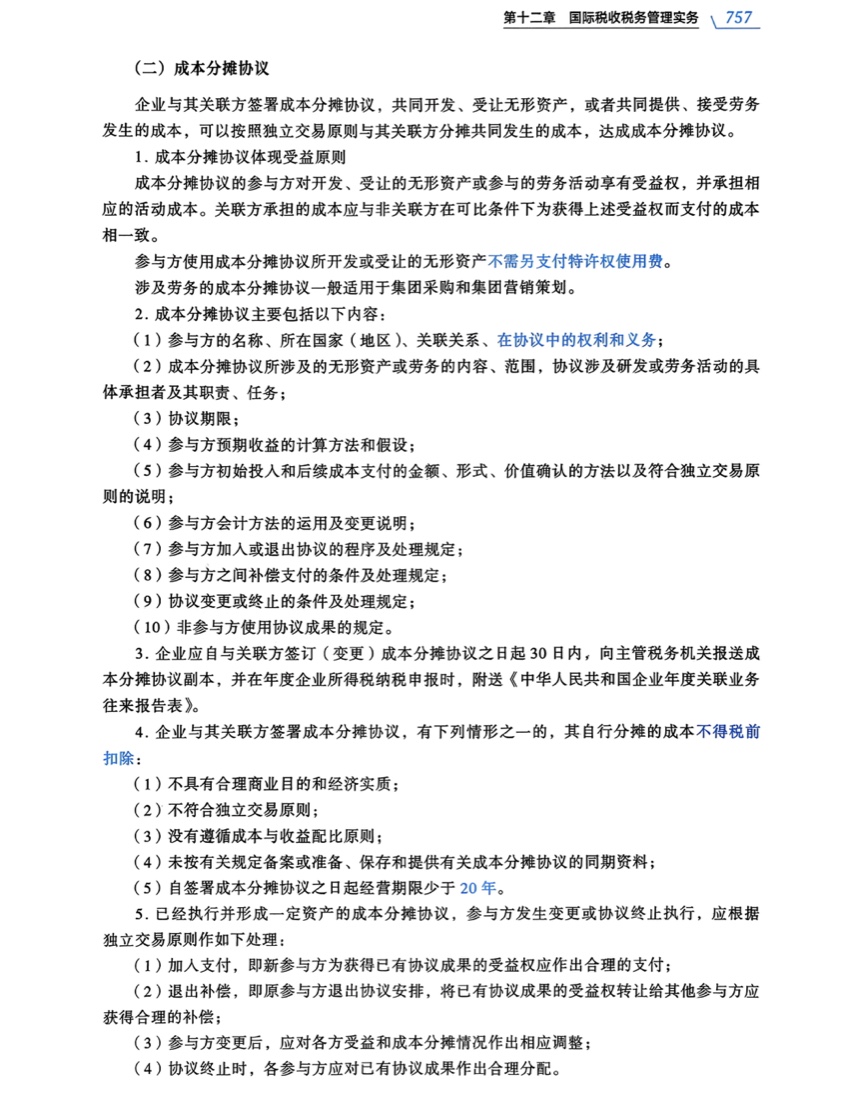 第十二章 国际税收税务管理实务 757
（二）成本分摊协议
企业与其关联方签署成本分摊协议，共同开发、受让无形资产，或者共同提供、接受劳务
发生的成本，可以按照独立交易原则与其关联方分摊共同发生的成本，达成成本分摊协议。
1. 成本分摊协议体现受益原则
成本分摊协议的参与方对开发、受让的无形资产或参与的劳务活动享有受益权，并承担相
应的活动成本。关联方承担的成本应与非关联方在可比条件下为获得上述受益权而支付的成本
相一致。
参与方使用成本分摊协议所开发或受让的无形资产不需另支付特许权使用费。
涉及劳务的成本分摊协议一般适用于集团采购和集团营销策划。
2. 成本分摊协议主要包括以下内容：
（1）参与方的名称、所在国家（地区）、关联关系、在协议中的权利和义务；
（2）成本分摊协议所涉及的无形资产或劳务的内容、范围，协议涉及研发或劳务活动的具
体承担者及其职责、任务；
（3）协议期限；
（4）参与方预期收益的计算方法和假设；
（5）参与方初始投入和后续成本支付的金额、形式、价值确认的方法以及符合独立交易原
则的说明；
（6）参与方会计方法的运用及变更说明；
（7）参与方加入或退出协议的程序及处理规定；
（8）参与方之间补偿支付的条件及处理规定；
（9）协议变更或终止的条件及处理规定；
（10）非参与方使用协议成果的规定。
3. 企业应自与关联方签订（变更）成本分摊协议之日起 30 日内，向主管税务机关报送成
本分摊协议副本，并在年度企业所得税纳税申报时，附送《中华人民共和国企业年度关联业务
往来报告表》。
4. 企业与其关联方签署成本分摊协议，有下列情形之一的，其自行分摊的成本不得税前
扣除：
（1）不具有合理商业目的和经济实质；
（2）不符合独立交易原则；
（3）没有遵循成本与收益配比原则；
（4）未按有关规定备案或准备、保存和提供有关成本分摊协议的同期资料；
（5）自签署成本分摊协议之日起经营期限少于 20 年。
5. 已经执行并形成一定资产的成本分摊协议，参与方发生变更或协议终止执行，应根据
独立交易原则作如下处理：
（1）加入支付，即新参与方为获得已有协议成果的受益权应作出合理的支付；
（2）退出补偿，即原参与方退出协议安排，将已有协议成果的受益权转让给其他参与方应
获得合理的补偿；
（3）参与方变更后，应对各方受益和成本分摊情况作出相应调整；
（4）协议终止时，各参与方应对已有协议成果作出合理分配。